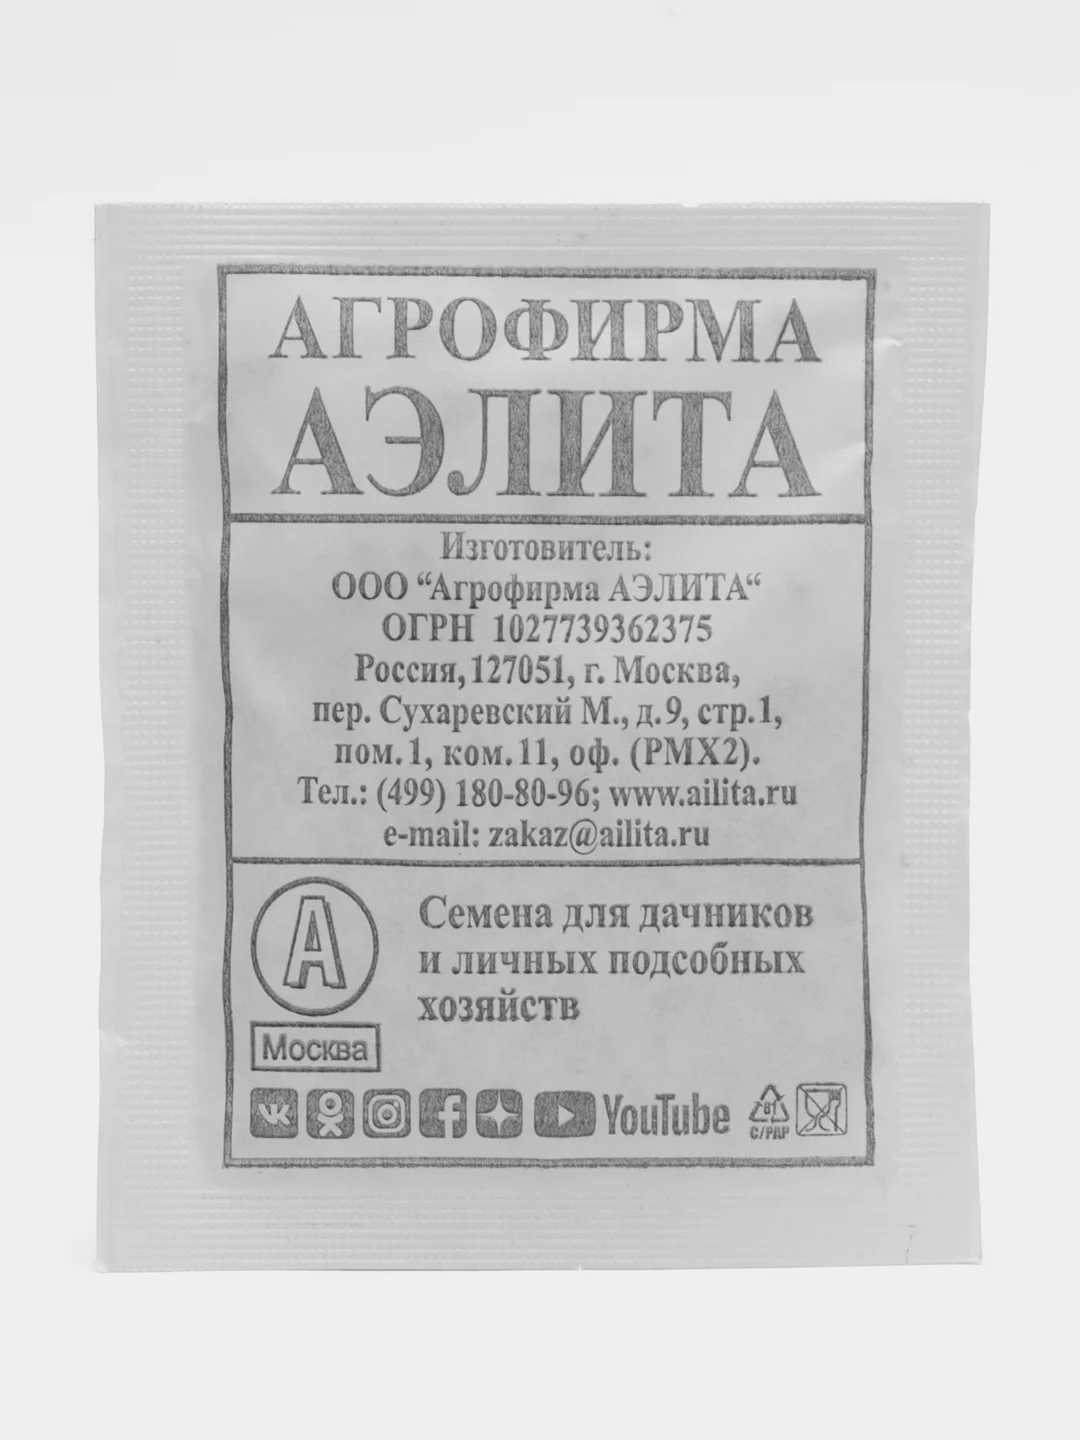 АГРОФИРМА
АЭЛИТА
Изготовитель:
ООО “Агрофирма АЭЛИТА“
ОГРН 1027739362375
Россия, 127051, г. Москва,
пер. Сухаревский М., д.9, стр.1,
пом.1, ком.11, оф. (РМХ2).
Тел.: (499) 180-80-96; www.ailita.ru
e-mail: zakaz@ailita.ru
А
Семена для дачников
и личных подсобных
хозяйств
Москва
YouTube
81
C/PAP